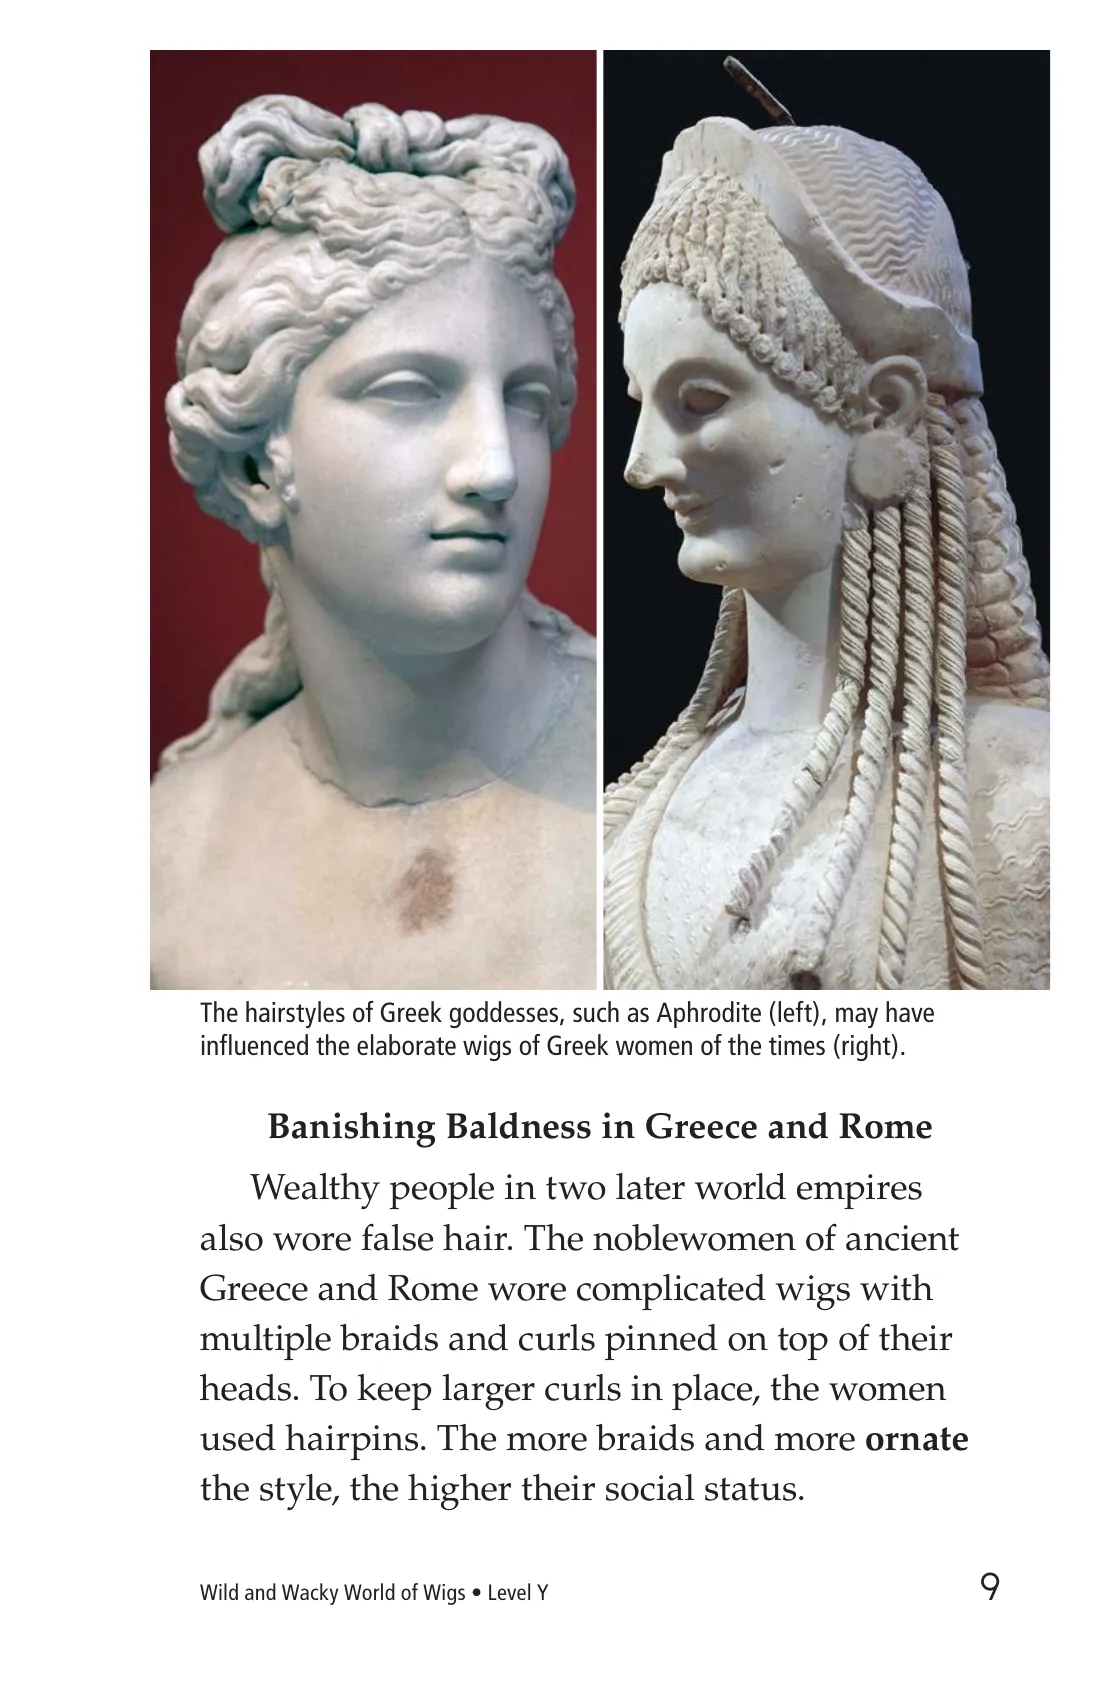 The hairstyles of Greek goddesses, such as Aphrodite (left), may have
influenced the elaborate wigs of Greek women of the times (right).
Banishing Baldness in Greece and Rome
Wealthy people in two later world empires
also wore false hair. The noblewomen of ancient
Greece and Rome wore complicated wigs with
multiple braids and curls pinned on top of their
heads. To keep larger curls in place, the women
used hairpins. The more braids and more ornate
the style, the higher their social status.
Wild and Wacky World of Wigs • Level Y
9